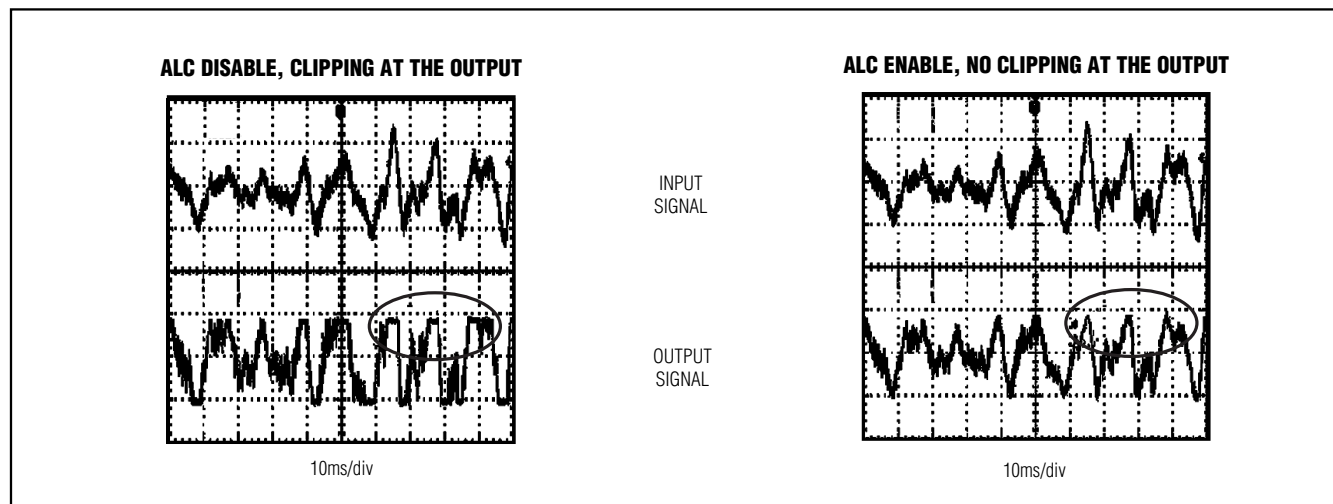 ALC DISABLE, CLIPPING AT THE OUTPUT
ALC ENABLE, NO CLIPPING AT THE OUTPUT
INPUT
SIGNAL
OUTPUT
SIGNAL
10ms/div
10ms/div